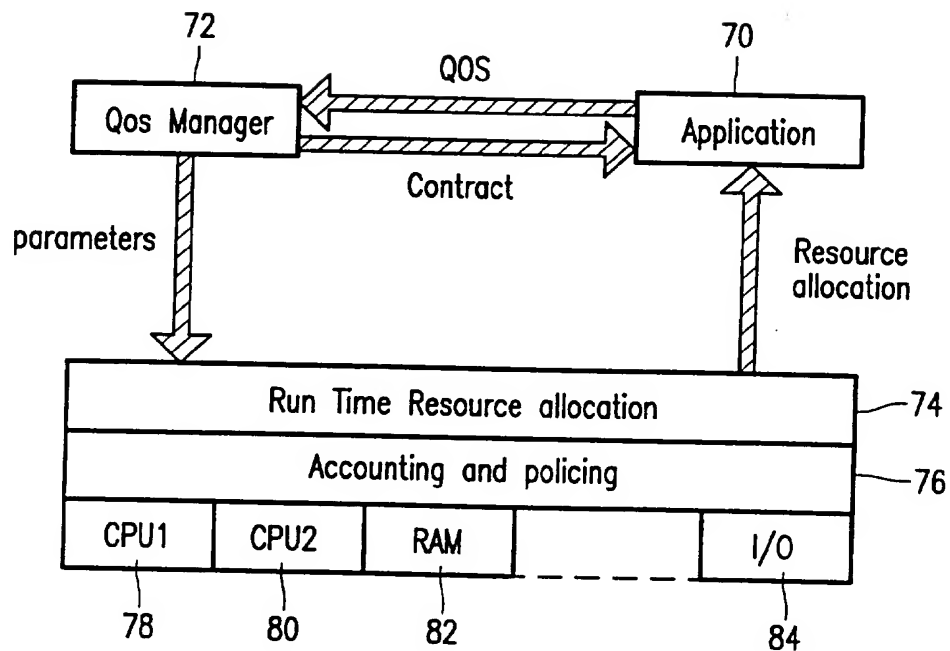 72
70
QOS
Qos Manager
Application
Contract
parameters
Resource
allocation
Run Time Resource allocation
74
Accounting and policing
76
CPU1
CPU2
RAM
I/O
78
80
82
84